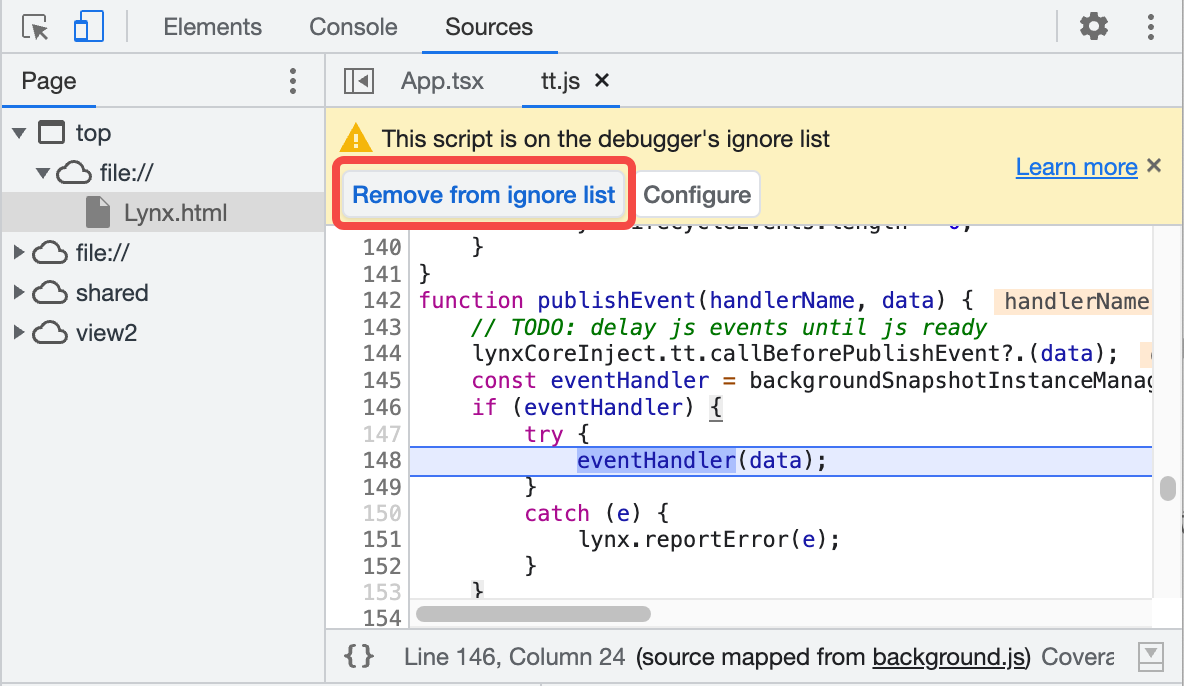 Elements Console Sources
Page
App.tsx tt.js ×
top
file://
Lynx.html
file://
shared
view2
This script is on the debugger's ignore list
Learn more ×
Remove from ignore list Configure
140 }
141 }
142 function publishEvent(handlerName, data) { handlerName
143 // TODO: delay js events until js ready
144 lynxCoreInject.tt.callBeforePublishEvent?.(data);
145 const eventHandler = backgroundSnapshotInstanceManag
146 if (eventHandler) {
147 try {
148 eventHandler(data);
149 }
150 catch (e) {
151 lynx.reportError(e);
152 }
153 }
154
{} Line 146, Column 24 (source mapped from background.js) Covera